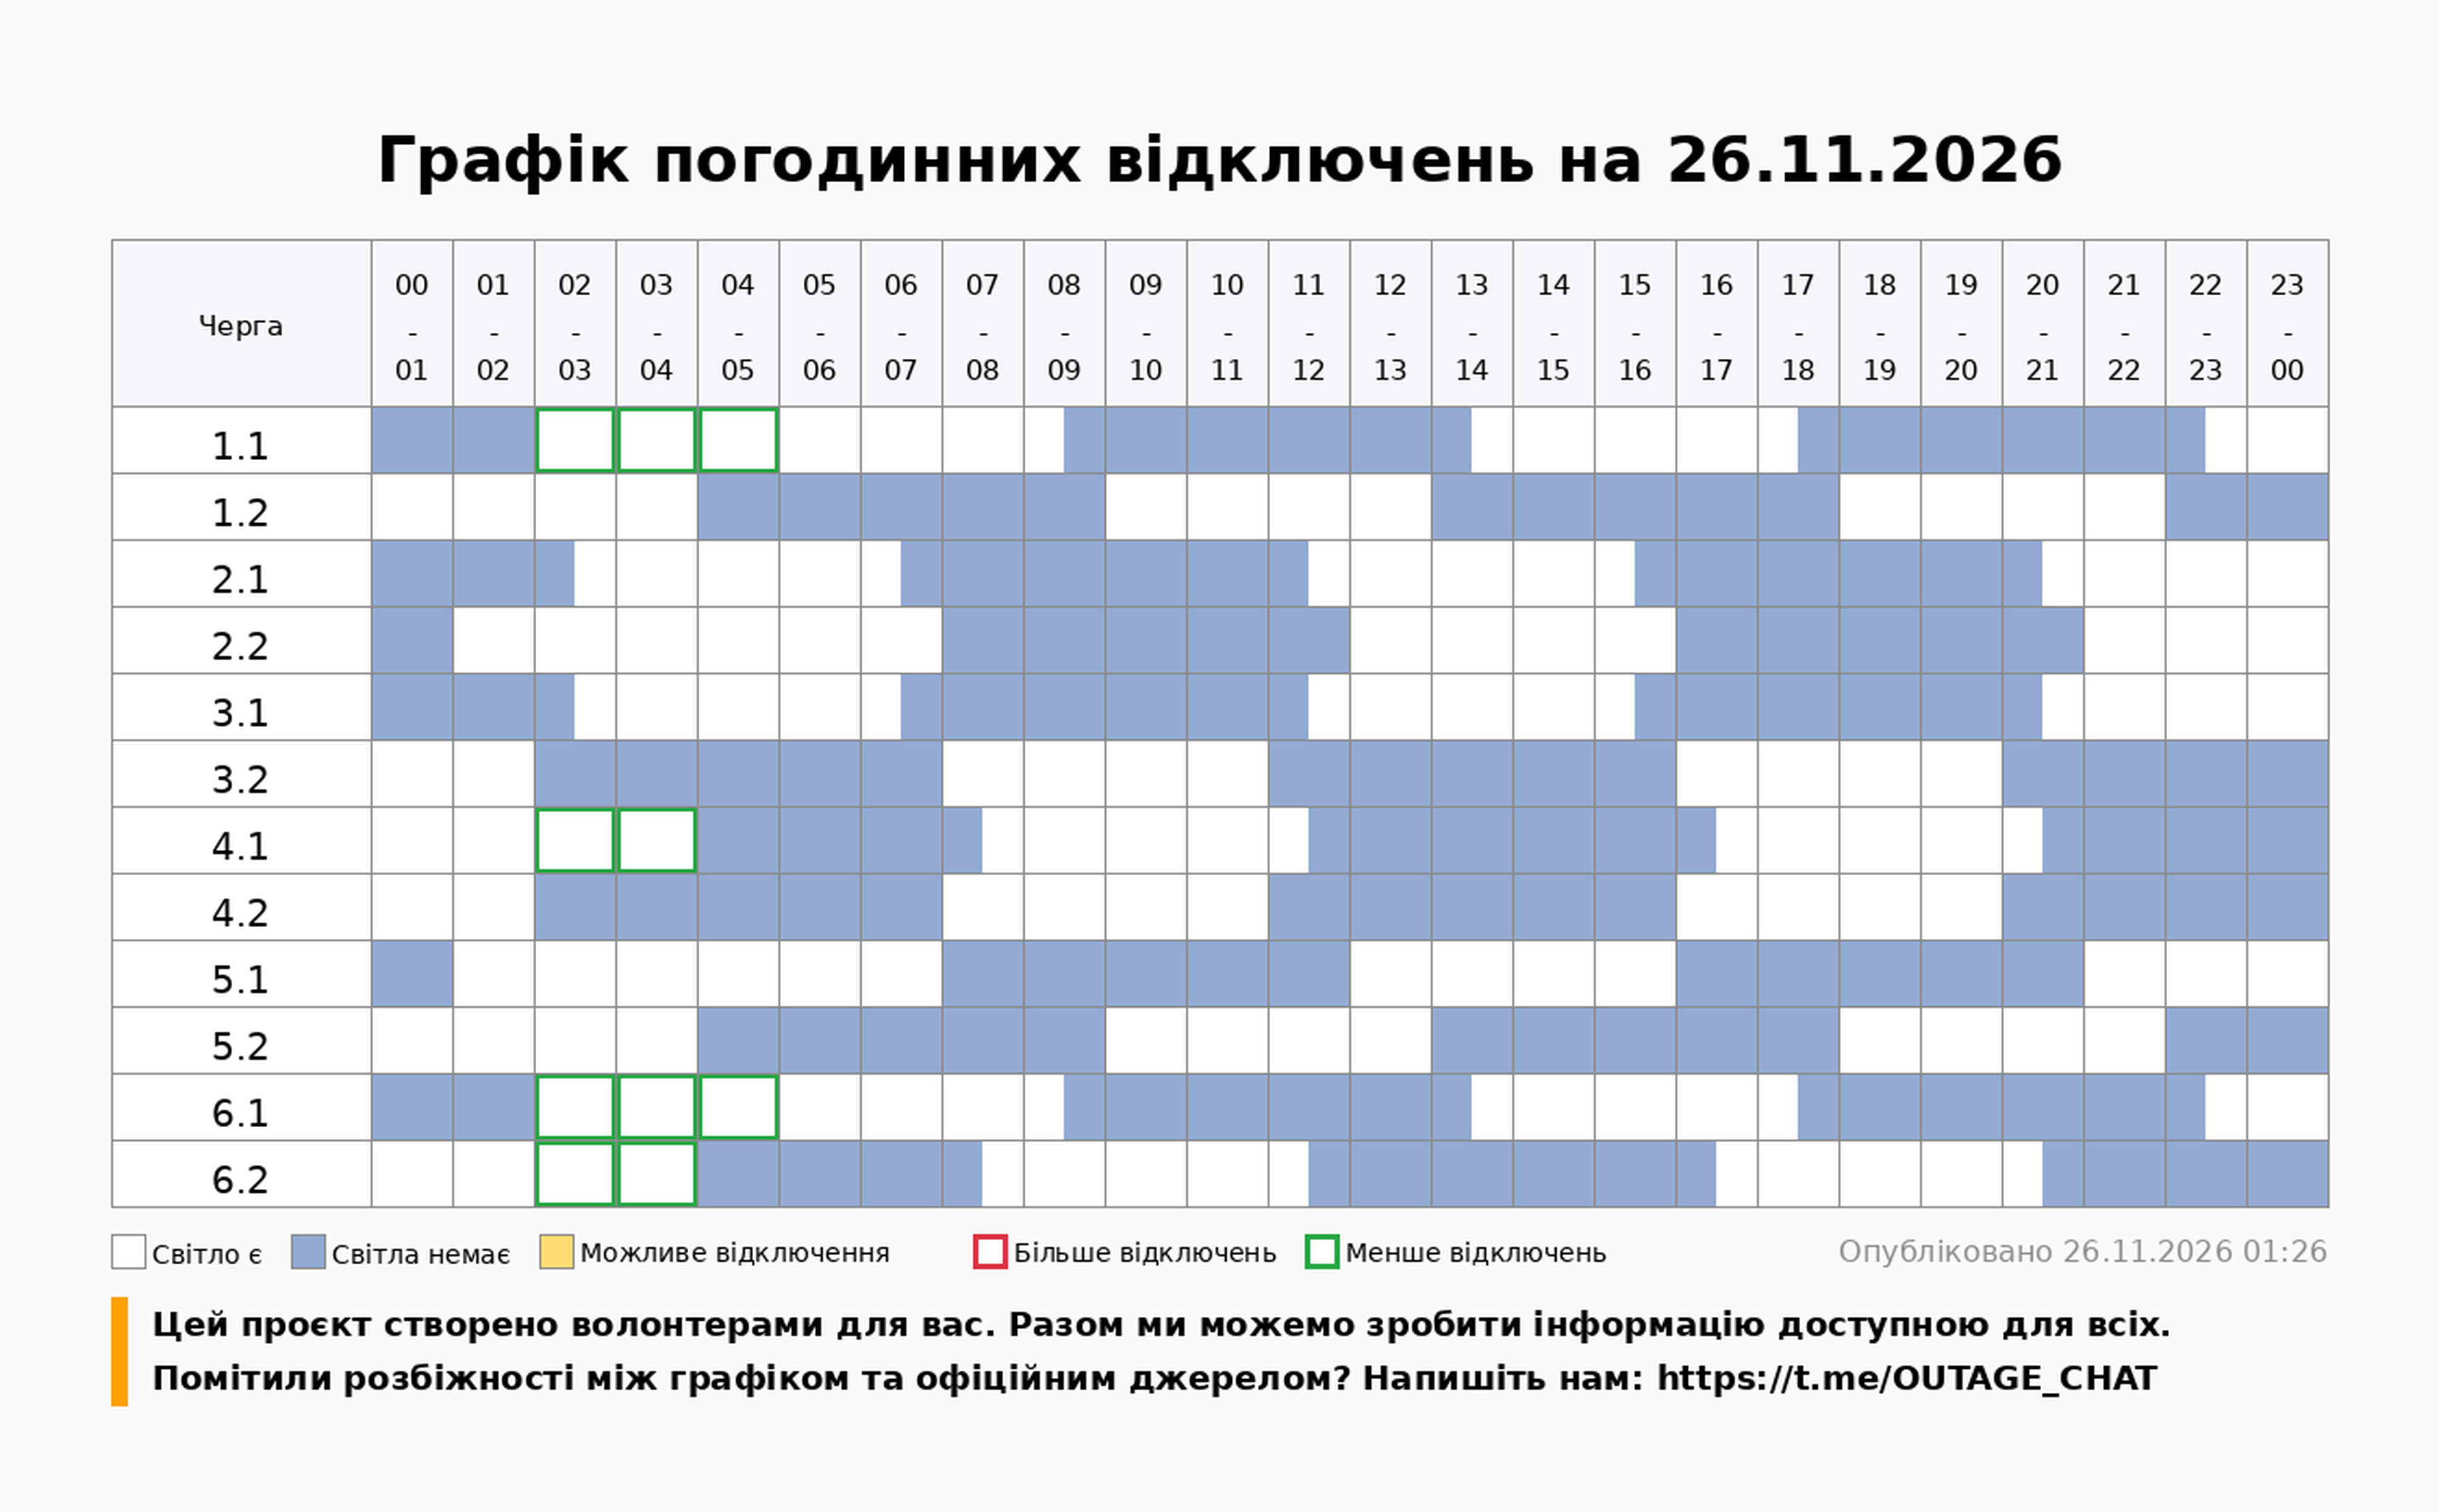 Графік погодинних відключень на 26.11.2026
Черга
00 - 01
01 - 02
02 - 03
03 - 04
04 - 05
05 - 06
06 - 07
07 - 08
08 - 09
09 - 10
10 - 11
11 - 12
12 - 13
13 - 14
14 - 15
15 - 16
16 - 17
17 - 18
18 - 19
19 - 20
20 - 21
21 - 22
22 - 23
23 - 00
1.1
1.2
2.1
2.2
3.1
3.2
4.1
4.2
5.1
5.2
6.1
6.2
Світло є Світла немає Можливе відключення Більше відключень Менше відключень Опубліковано 26.11.2026 01:26
Цей проєкт створено волонтерами для вас. Разом ми можемо зробити інформацію доступною для всіх.
Помітили розбіжності між графіком та офіційним джерелом? Напишіть нам: https://t.me/OUTAGE_CHAT